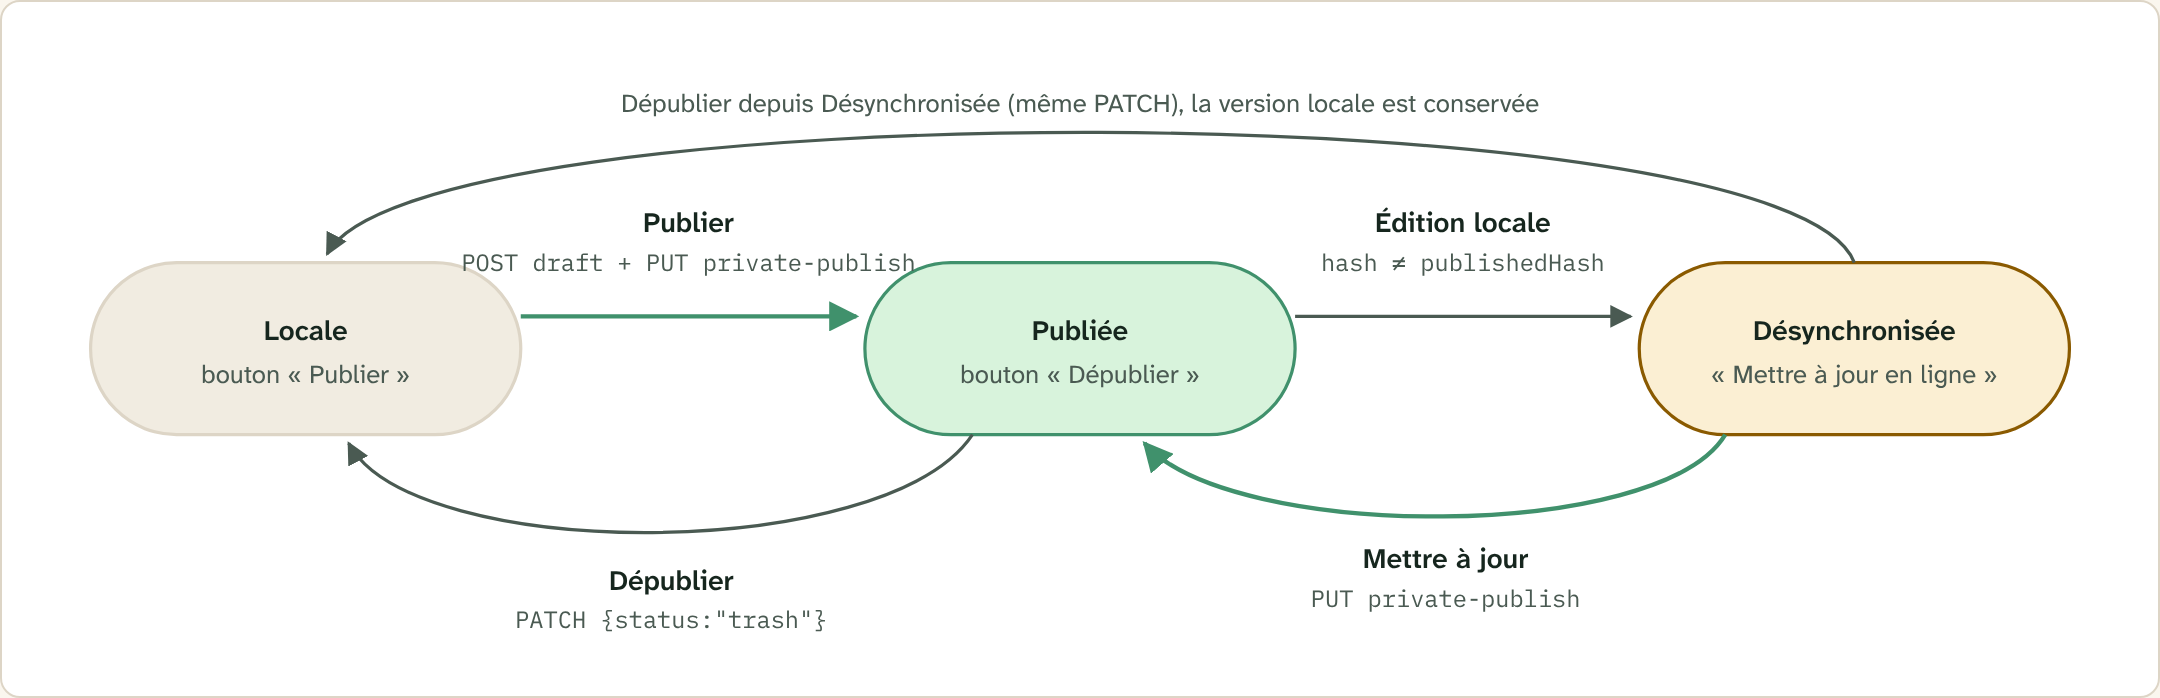 Dépublier depuis Désynchronisée (même PATCH), la version locale est conservée
Publier
POST draft + PUT private-publish
Édition locale
hash ≠ publishedHash
Locale
bouton « Publier »
Publiée
bouton « Dépublier »
Désynchronisée
« Mettre à jour en ligne »
Dépublier
PATCH {status:"trash"}
Mettre à jour
PUT private-publish